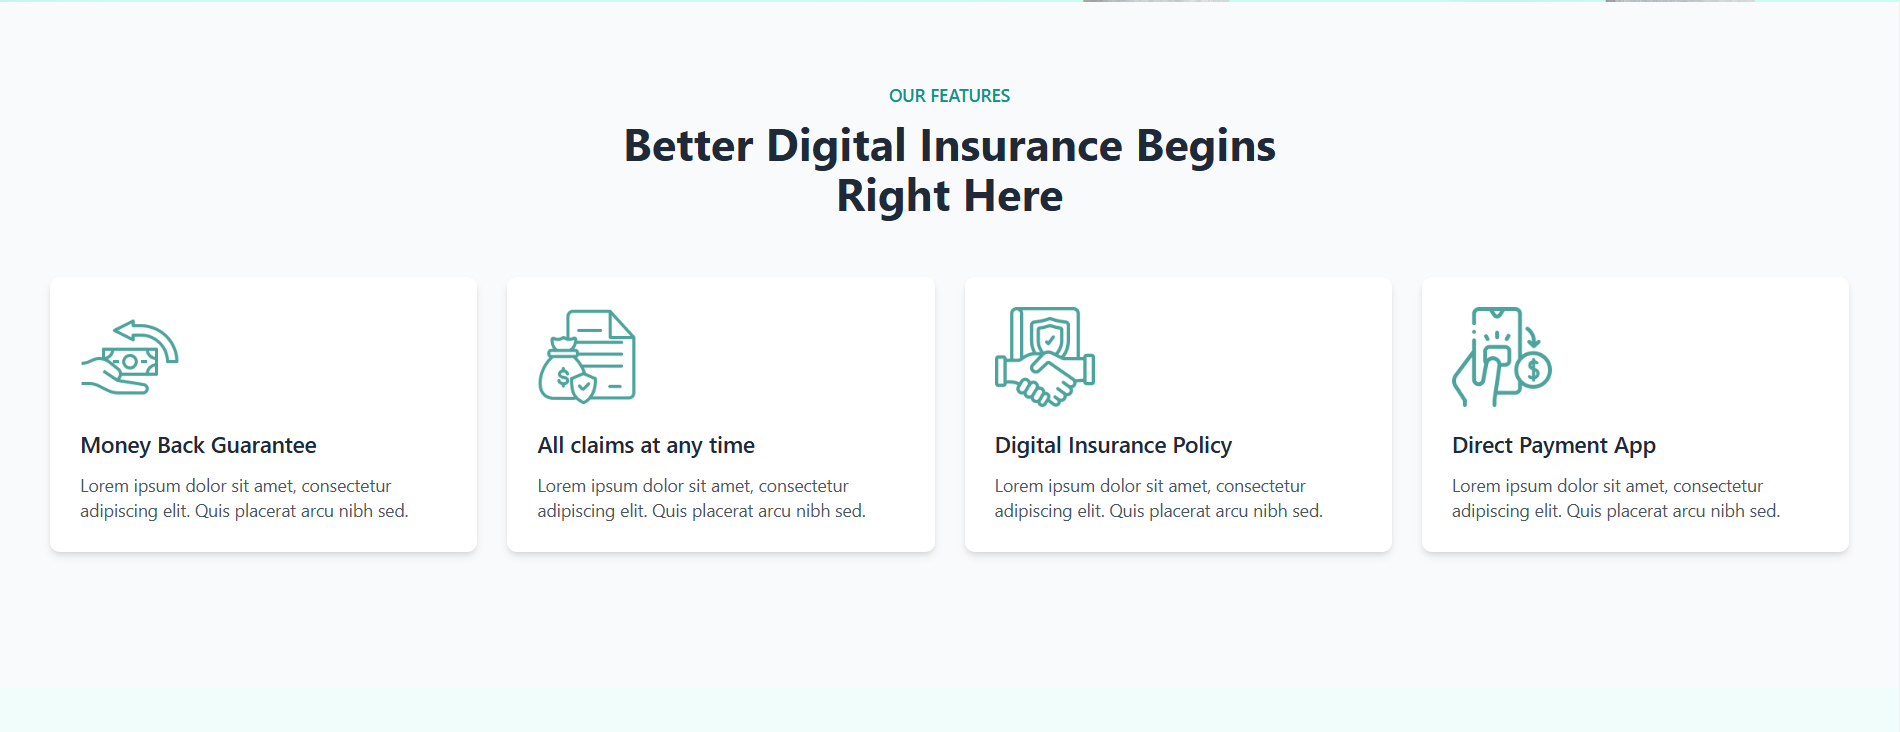 OUR FEATURES
Better Digital Insurance Begins
Right Here
$
$
Money Back Guarantee
All claims at any time
Digital Insurance Policy
Direct Payment App
Lorem ipsum dolor sit amet, consectetur
adipiscing elit. Quis placerat arcu nibh sed.
Lorem ipsum dolor sit amet, consectetur
adipiscing elit. Quis placerat arcu nibh sed.
Lorem ipsum dolor sit amet, consectetur
adipiscing elit. Quis placerat arcu nibh sed.
Lorem ipsum dolor sit amet, consectetur
adipiscing elit. Quis placerat arcu nibh sed.